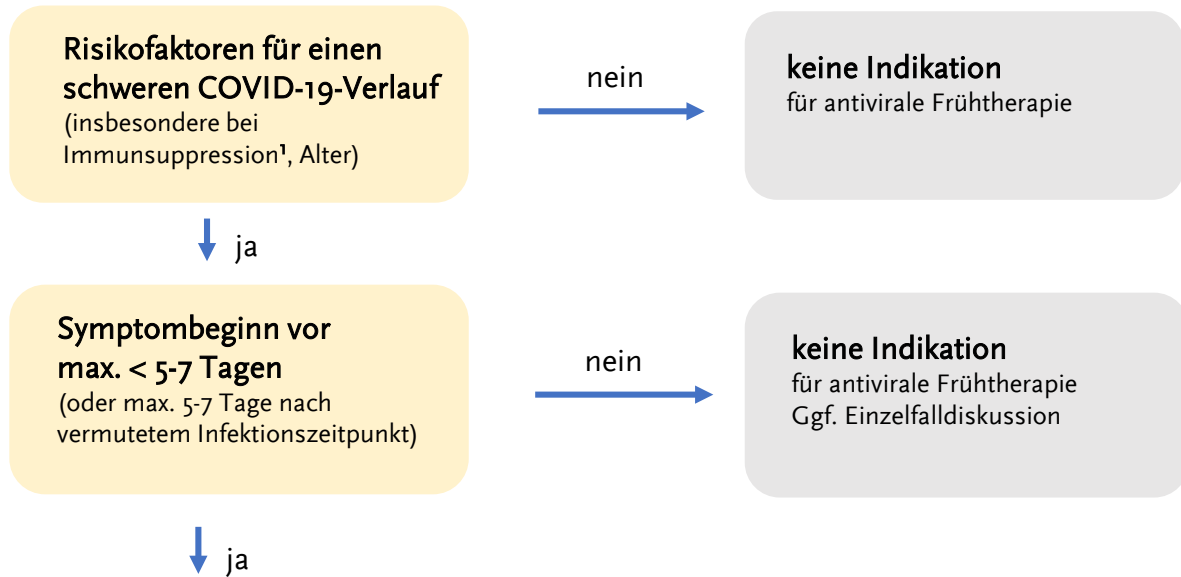 Risikofaktoren für einen
schweren COVID-19-Verlauf
(insbesondere bei
Immunsuppression¹, Alter)
nein
keine Indikation
für antivirale Frühtherapie
ja
Symptombeginn vor
max. < 5-7 Tagen
(oder max. 5-7 Tage nach
vermutetem Infektionszeitpunkt)
nein
keine Indikation
für antivirale Frühtherapie
Ggf. Einzelfalldiskussion
ja